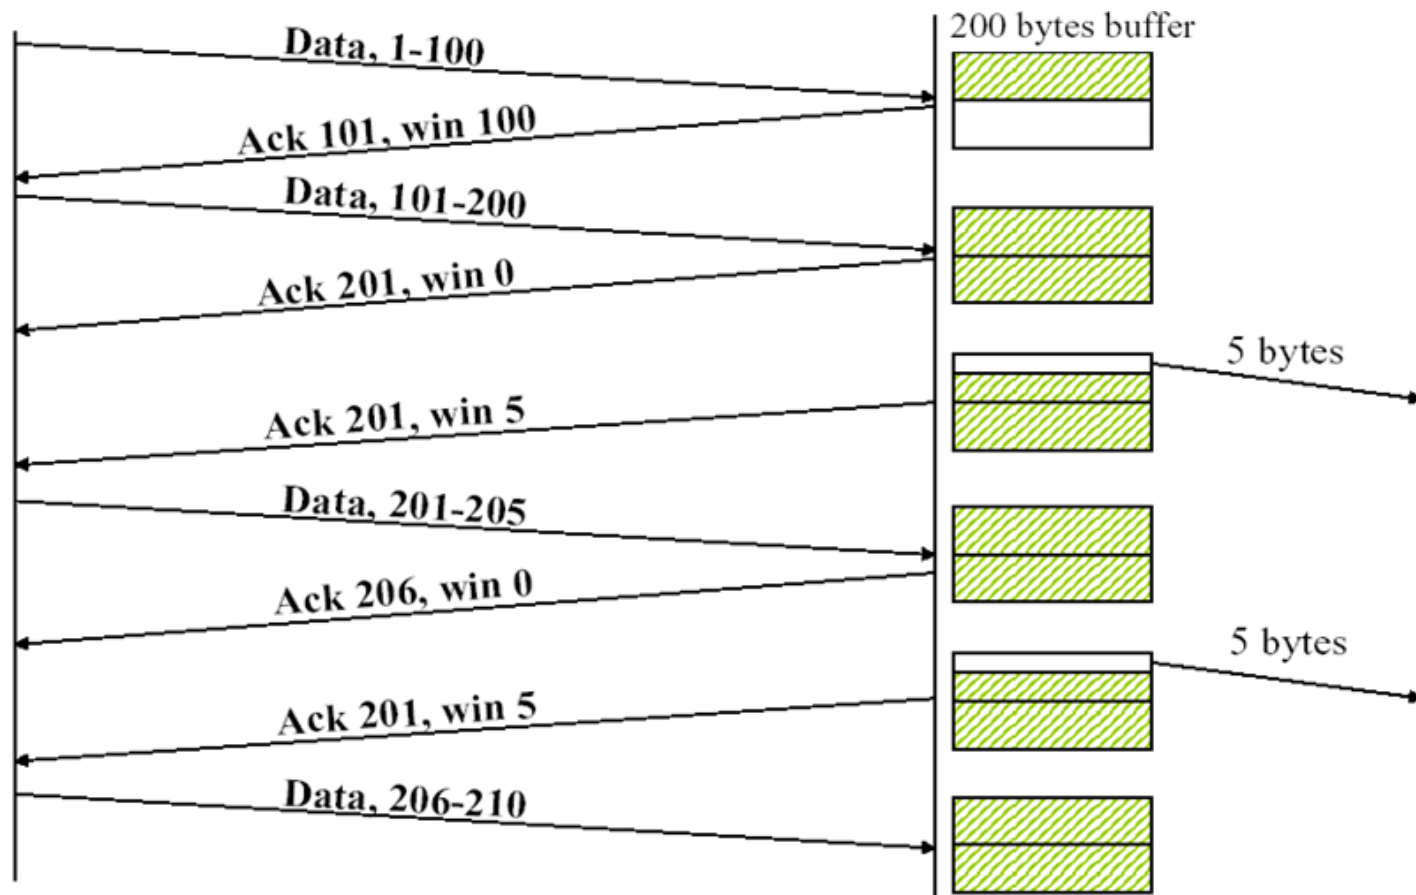 200 bytes buffer
Data, 1-100
Ack 101, win 100
Data, 101-200
Ack 201, win 0
5 bytes
Ack 201, win 5
Data, 201-205
Ack 206, win 0
5 bytes
Ack 201, win 5
Data, 206-210